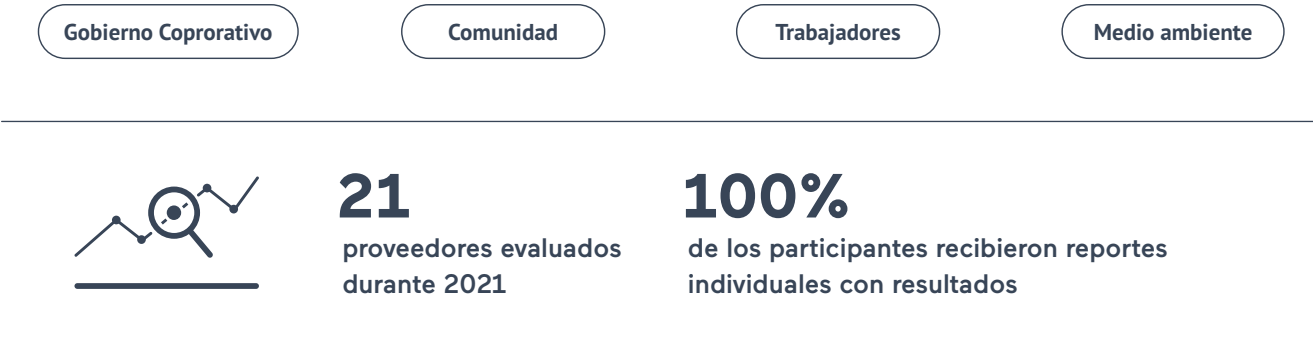 Gobierno Coprorativo
Comunidad
Trabajadores
Medio ambiente
21
proveedores evaluados
durante 2021
100%
de los participantes recibieron reportes
individuales con resultados